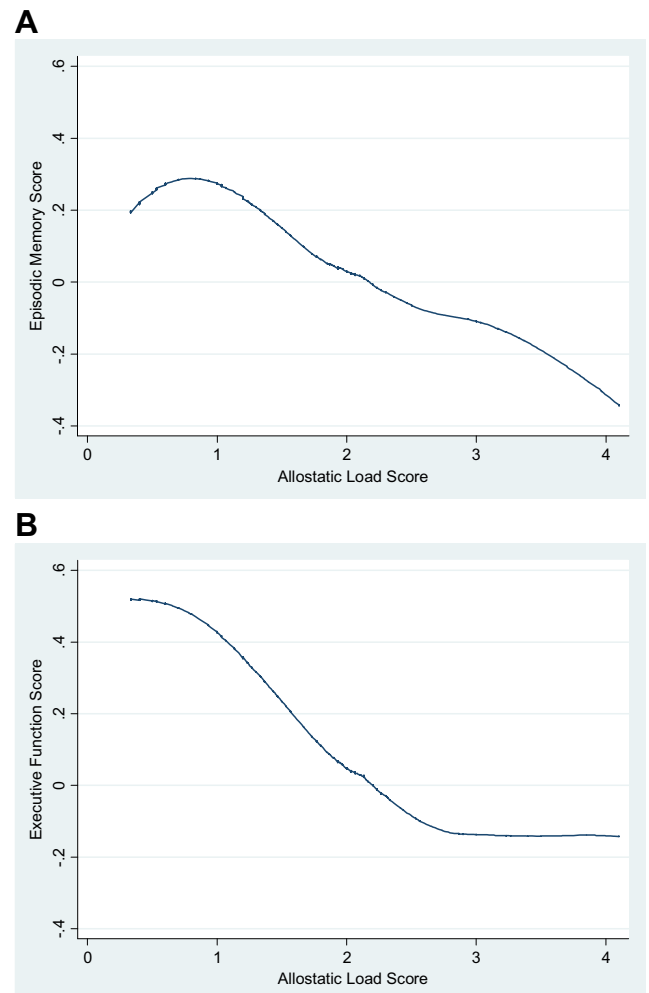 A
.6
.4
.2
0
-.2
-.4
Episodic Memory Score
0 1 2 3 4
Allostatic Load Score
B
.6
.4
.2
0
-.2
-.4
Executive Function Score
0 1 2 3 4
Allostatic Load Score